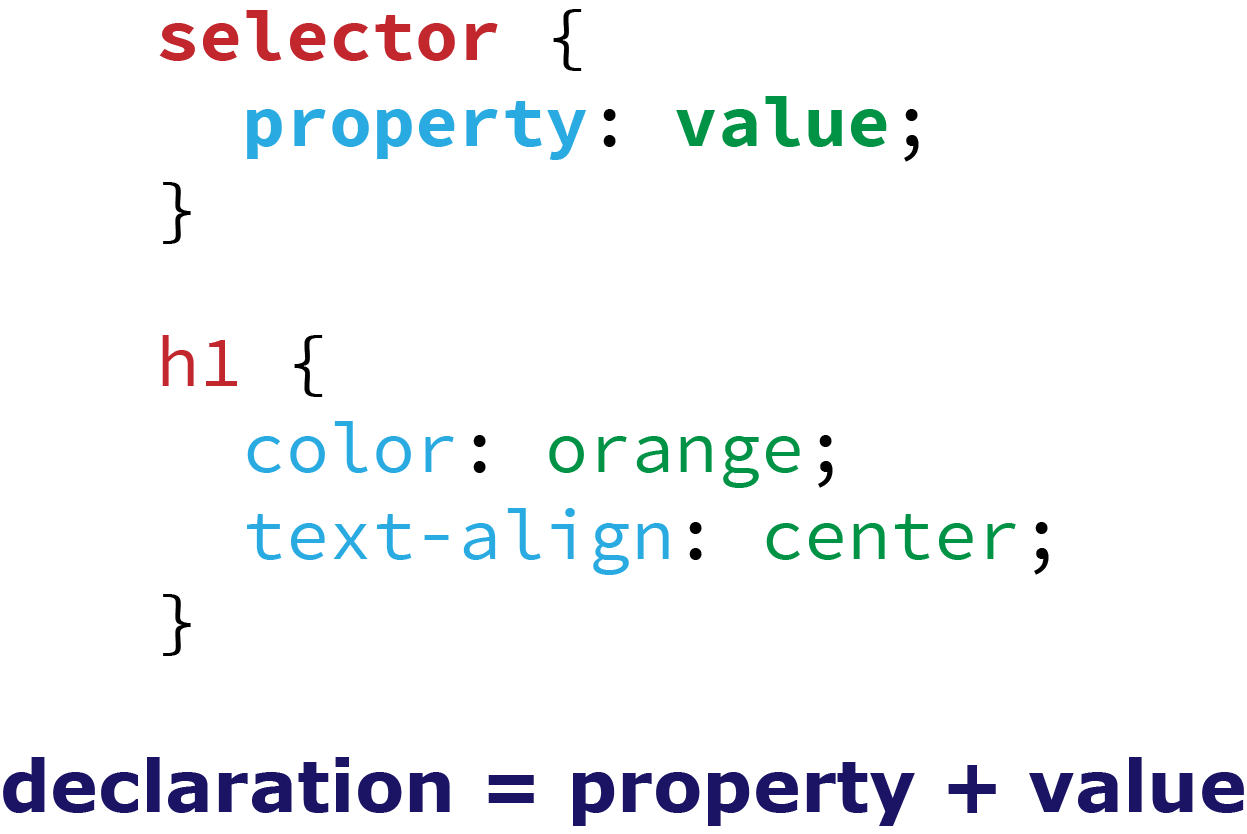 selector {
  property: value;
}
h1 {
  color: orange;
  text-align: center;
}
declaration = property + value